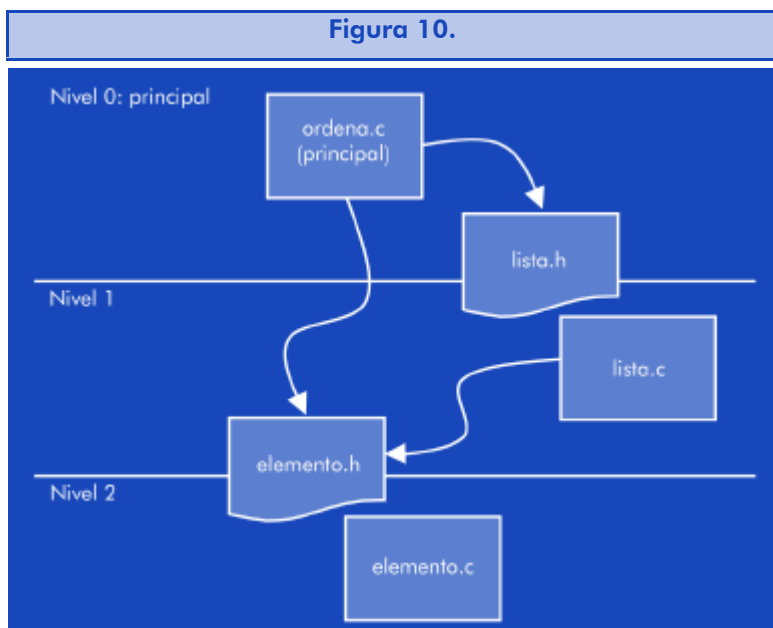 Figura 10.
Nivel 0: principal
ordena.c
(principal)
lista.h
Nivel 1
lista.c
elemento.h
Nivel 2
elemento.c